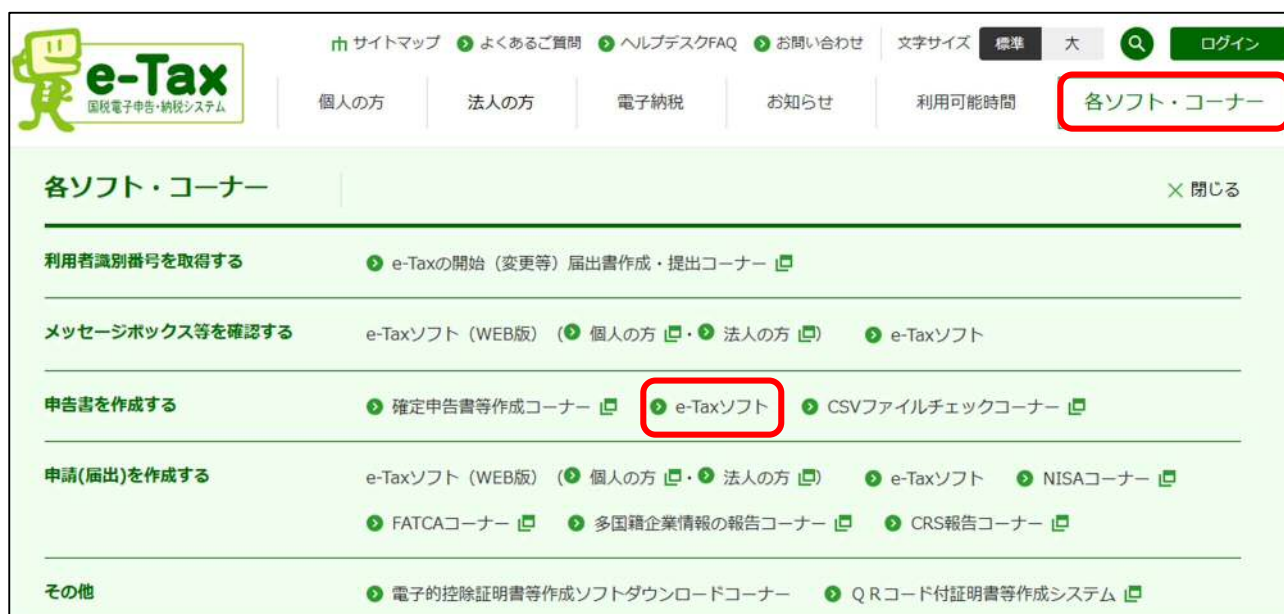 サイトマップ よくあるご質問 ヘルプデスクFAQ お問い合わせ 文字サイズ 標準 大 ログイン
e-Tax
国税電子申告・納税システム
個人の方 法人の方 電子納税 お知らせ 利用可能時間 各ソフト・コーナー
各ソフト・コーナー 閉じる
利用者識別番号を取得する e-Taxの開始（変更等）届出書作成・提出コーナー
メッセージボックス等を確認する e-Taxソフト（WEB版）（ 個人の方 ・ 法人の方 ） e-Taxソフト
申告書を作成する 確定申告書等作成コーナー e-Taxソフト CSVファイルチェックコーナー
申請(届出)を作成する e-Taxソフト（WEB版）（ 個人の方 ・ 法人の方 ） e-Taxソフト NISAコーナー
FATCAコーナー 多国籍企業情報の報告コーナー CRS報告コーナー
その他 電子的控除証明書等作成ソフトダウンロードコーナー ＱＲコード付証明書等作成システム